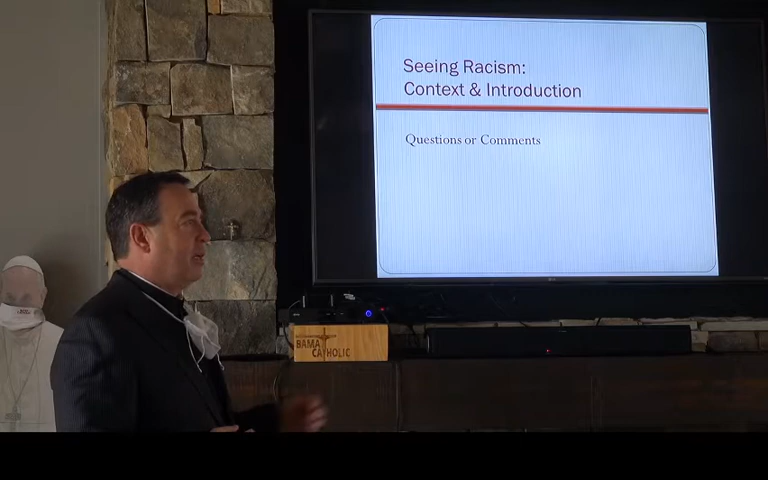 Seeing Racism:
Context & Introduction
Questions or Comments
BAMA
CATHOLIC